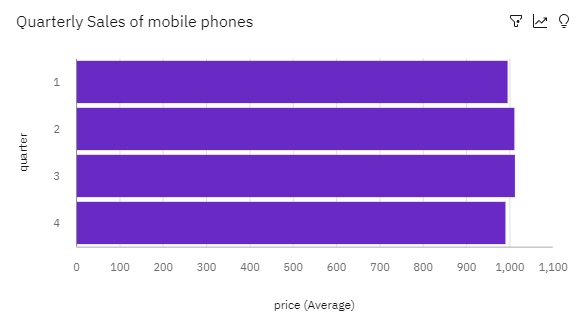 Quarterly Sales of mobile phones
quarter
1
2
3
4
0 100 200 300 400 500 600 700 800 900 1,000 1,100
price (Average)